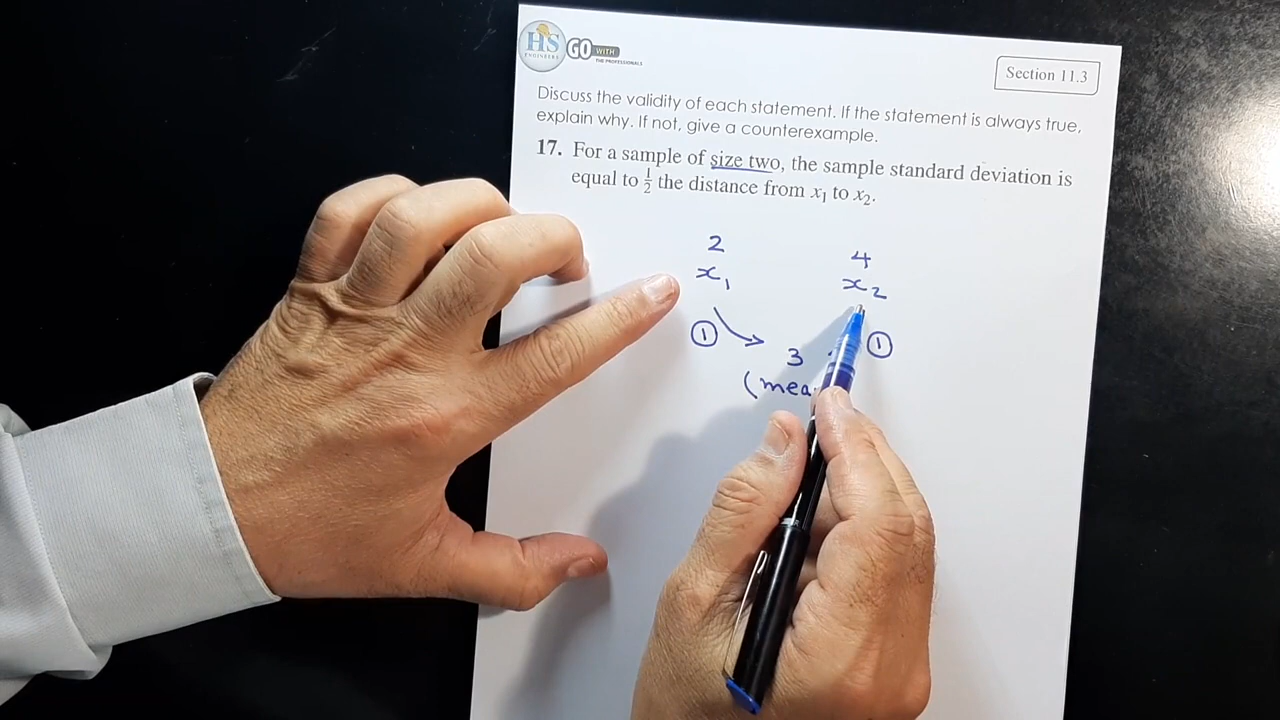 HS
ENGINEERS
GO WITH
THE PROFESSIONALS
Section 11.3
Discuss the validity of each statement. If the statement is always true,
explain why. If not, give a counterexample.
17. For a sample of size two, the sample standard deviation is
equal to 1/2 the distance from x₁ to x₂.
2 4
x₁ x₂
① ①
3
(mea